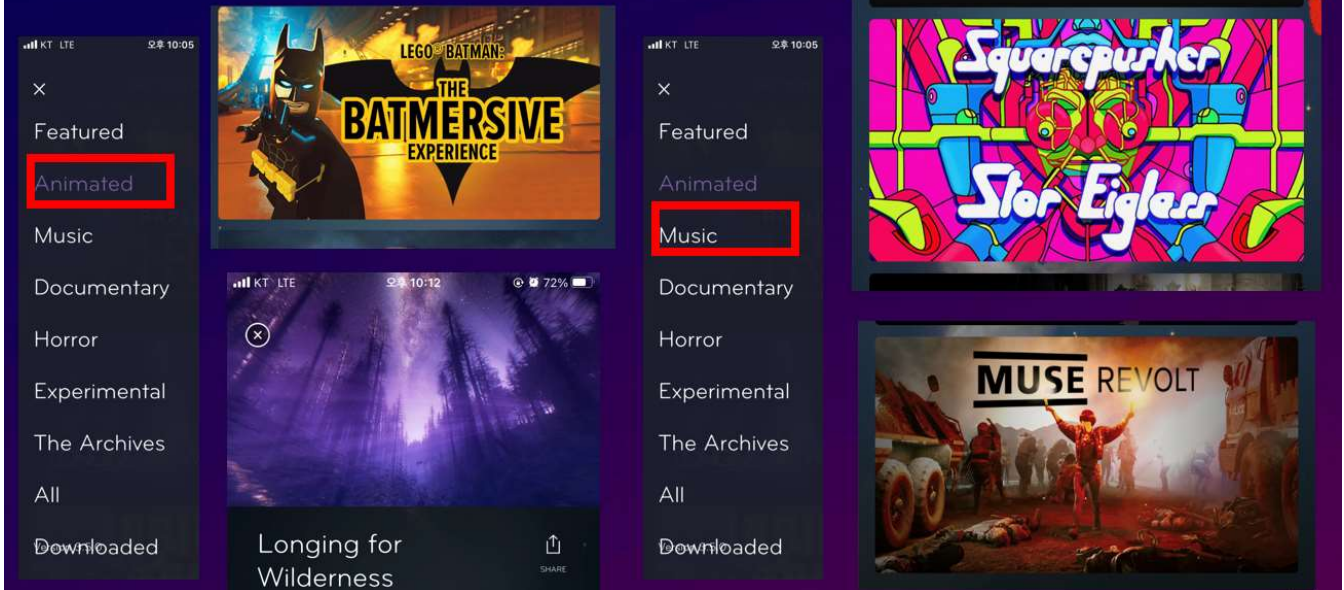 KT LTE 오후 10:05
×
Featured
Animated
Music
Documentary
Horror
Experimental
The Archives
All
Downloaded
LEGO® BATMAN:
THE
BATMERSIVE
EXPERIENCE
KT LTE 오후 10:12 72%
×
Longing for
Wilderness
SHARE
KT LTE 오후 10:05
×
Featured
Animated
Music
Documentary
Horror
Experimental
The Archives
All
Downloaded
Squarepusher
Stor Eiglass
MUSE REVOLT